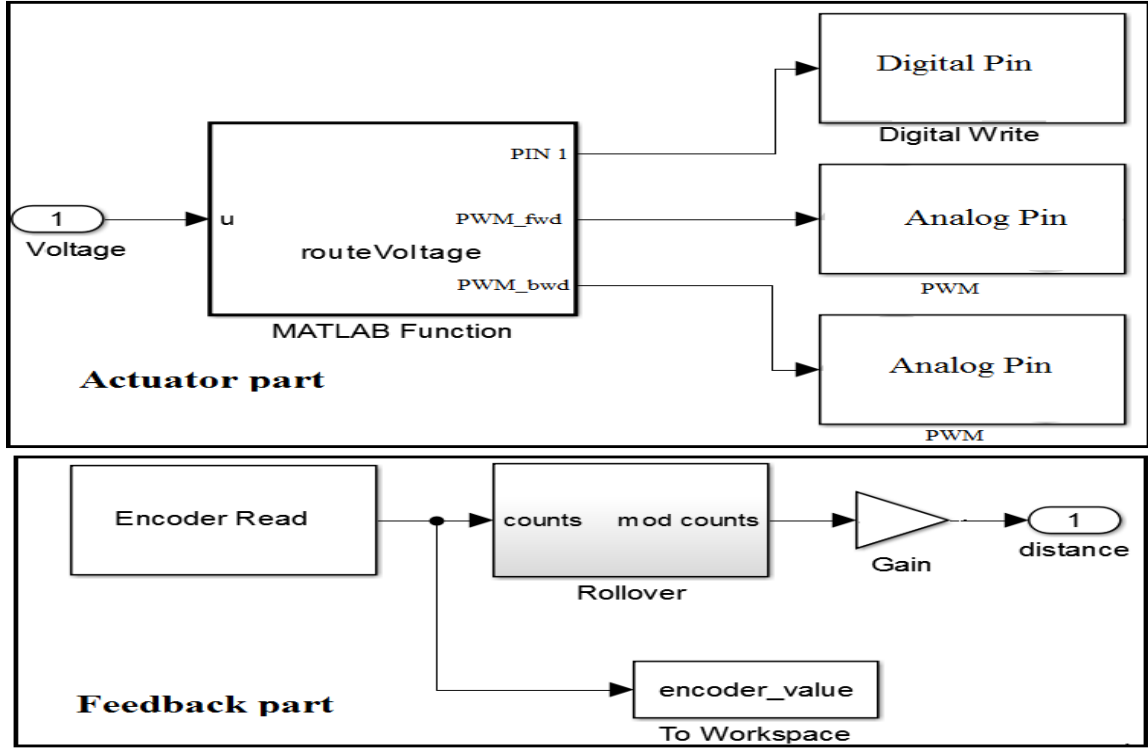 Digital Pin
Digital Write
PIN 1
1
u
PWM_fwd
Analog Pin
Voltage
routeVoltage
PWM_bwd
PWM
MATLAB Function
Analog Pin
Actuator part
PWM
Encoder Read
counts
mod counts
1
distance
Gain
Rollover
encoder_value
Feedback part
To Workspace